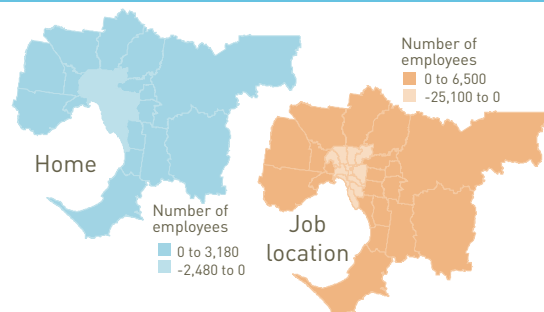 Number of
employees
0 to 6,500
-25,100 to 0
Home
Number of
employees
0 to 3,180
-2,480 to 0
Job
location